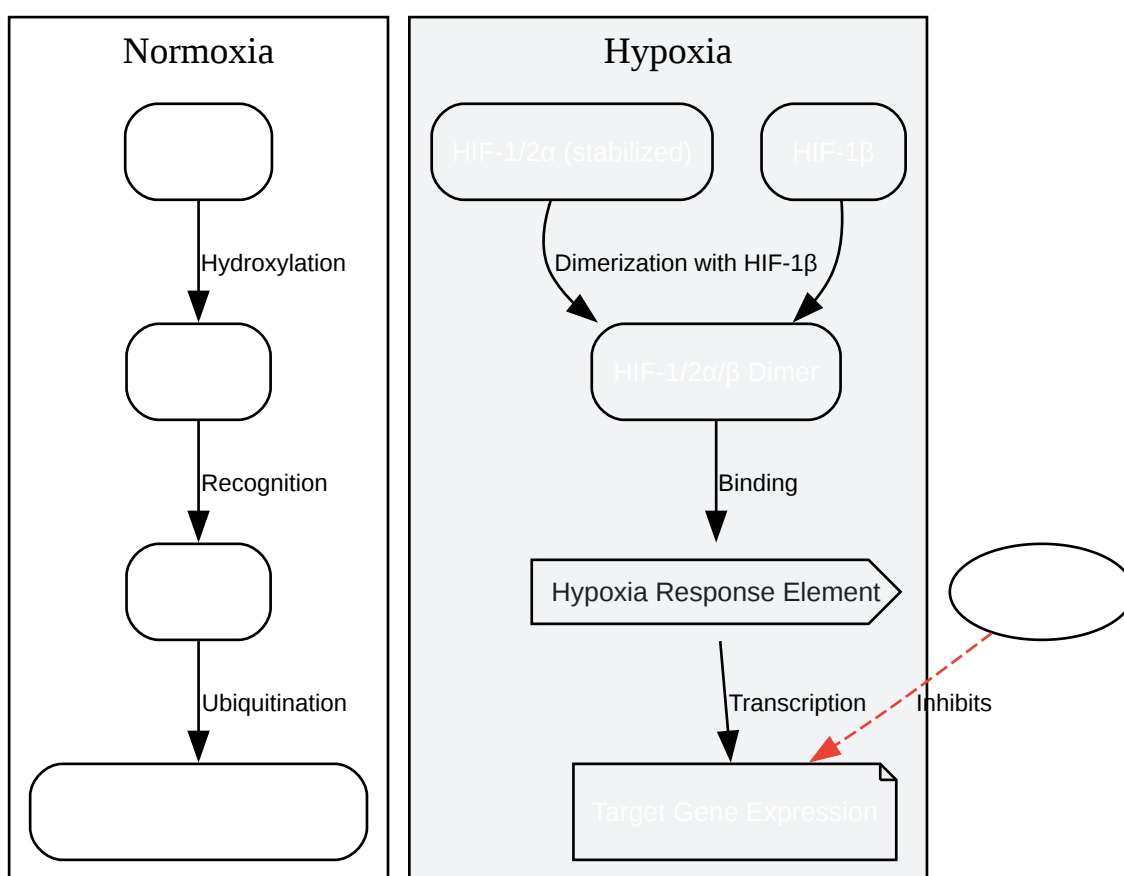 Normoxia
Hydroxylation
Recognition
Ubiquitination
Hypoxia
HIF-1/2α (stabilized)
HIF-1β
Dimerization with HIF-1β
HIF-1/2α/β Dimer
Binding
Hypoxia Response Element
Transcription
Inhibits
Target Gene Expression